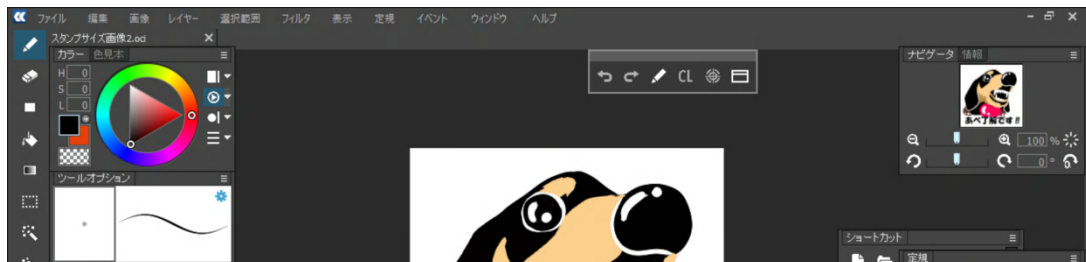 ファイル 編集 画像 レイヤー 選択範囲 フィルタ 表示 定規 イベント ウィンドウ ヘルプ
スタンプサイズ画像2.oci
カラー 色見本
H 0
S 0
L 0
CL
ナビゲータ 情報
あべ了解です!!
100 %
0 °
ツールオプション
ショートカット
定規